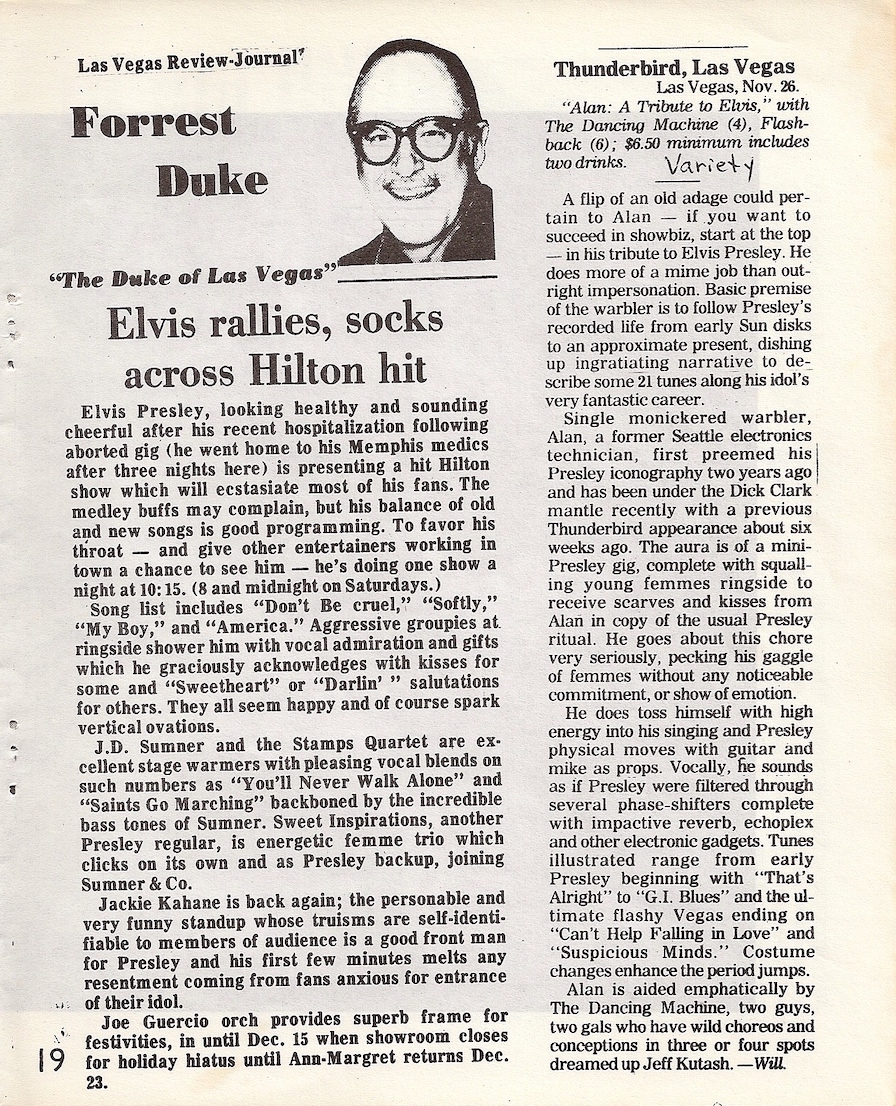 Las Vegas Review-Journal
Forrest
Duke
"The Duke of Las Vegas"
Elvis rallies, socks
across Hilton hit
Elvis Presley, looking healthy and sounding
cheerful after his recent hospitalization following
aborted gig (he went home to his Memphis medics
after three nights here) is presenting a hit Hilton
show which will ecstasiate most of his fans. The
medley buffs may complain, but his balance of old
and new songs is good programming. To favor his
throat — and give other entertainers working in
town a chance to see him — he's doing one show a
night at 10:15. (8 and midnight on Saturdays.)
Song list includes "Don't Be cruel," "Softly,"
"My Boy," and "America." Aggressive groupies at
ringside shower him with vocal admiration and gifts
which he graciously acknowledges with kisses for
some and "Sweetheart" or "Darlin' " salutations
for others. They all seem happy and of course spark
vertical ovations.
J.D. Sumner and the Stamps Quartet are ex-
cellent stage warmers with pleasing vocal blends on
such numbers as "You'll Never Walk Alone" and
"Saints Go Marching" backboned by the incredible
bass tones of Sumner. Sweet Inspirations, another
Presley regular, is energetic femme trio which
clicks on its own and as Presley backup, joining
Sumner & Co.
Jackie Kahane is back again; the personable and
very funny standup whose truisms are self-identi-
fiable to members of audience is a good front man
for Presley and his first few minutes melts any
resentment coming from fans anxious for entrance
of their idol.
Joe Guercio orch provides superb frame for
festivities, in until Dec. 15 when showroom closes
for holiday hiatus until Ann-Margret returns Dec.
23.
19
Thunderbird, Las Vegas
Las Vegas, Nov. 26.
"Alan: A Tribute to Elvis," with
The Dancing Machine (4), Flash-
back (6); $6.50 minimum includes
two drinks.
Variety
A flip of an old adage could per-
tain to Alan — if you want to
succeed in showbiz, start at the top
— in his tribute to Elvis Presley. He
does more of a mime job than out-
right impersonation. Basic premise
of the warbler is to follow Presley's
recorded life from early Sun disks
to an approximate present, dishing
up ingratiating narrative to de-
scribe some 21 tunes along his idol's
very fantastic career.
Single monickered warbler,
Alan, a former Seattle electronics
technician, first preemed his
Presley iconography two years ago
and has been under the Dick Clark
mantle recently with a previous
Thunderbird appearance about six
weeks ago. The aura is of a mini-
Presley gig, complete with squall-
ing young femmes ringside to
receive scarves and kisses from
Alan in copy of the usual Presley
ritual. He goes about this chore
very seriously, pecking his gaggle
of femmes without any noticeable
commitment, or show of emotion.
He does toss himself with high
energy into his singing and Presley
physical moves with guitar and
mike as props. Vocally, he sounds
as if Presley were filtered through
several phase-shifters complete
with impactive reverb, echoplex
and other electronic gadgets. Tunes
illustrated range from early
Presley beginning with "That's
Alright" to "G.I. Blues" and the ul-
timate flashy Vegas ending on
"Can't Help Falling in Love" and
"Suspicious Minds." Costume
changes enhance the period jumps.
Alan is aided emphatically by
The Dancing Machine, two guys,
two gals who have wild choreos and
conceptions in three or four spots
dreamed up Jeff Kutash. —Will.